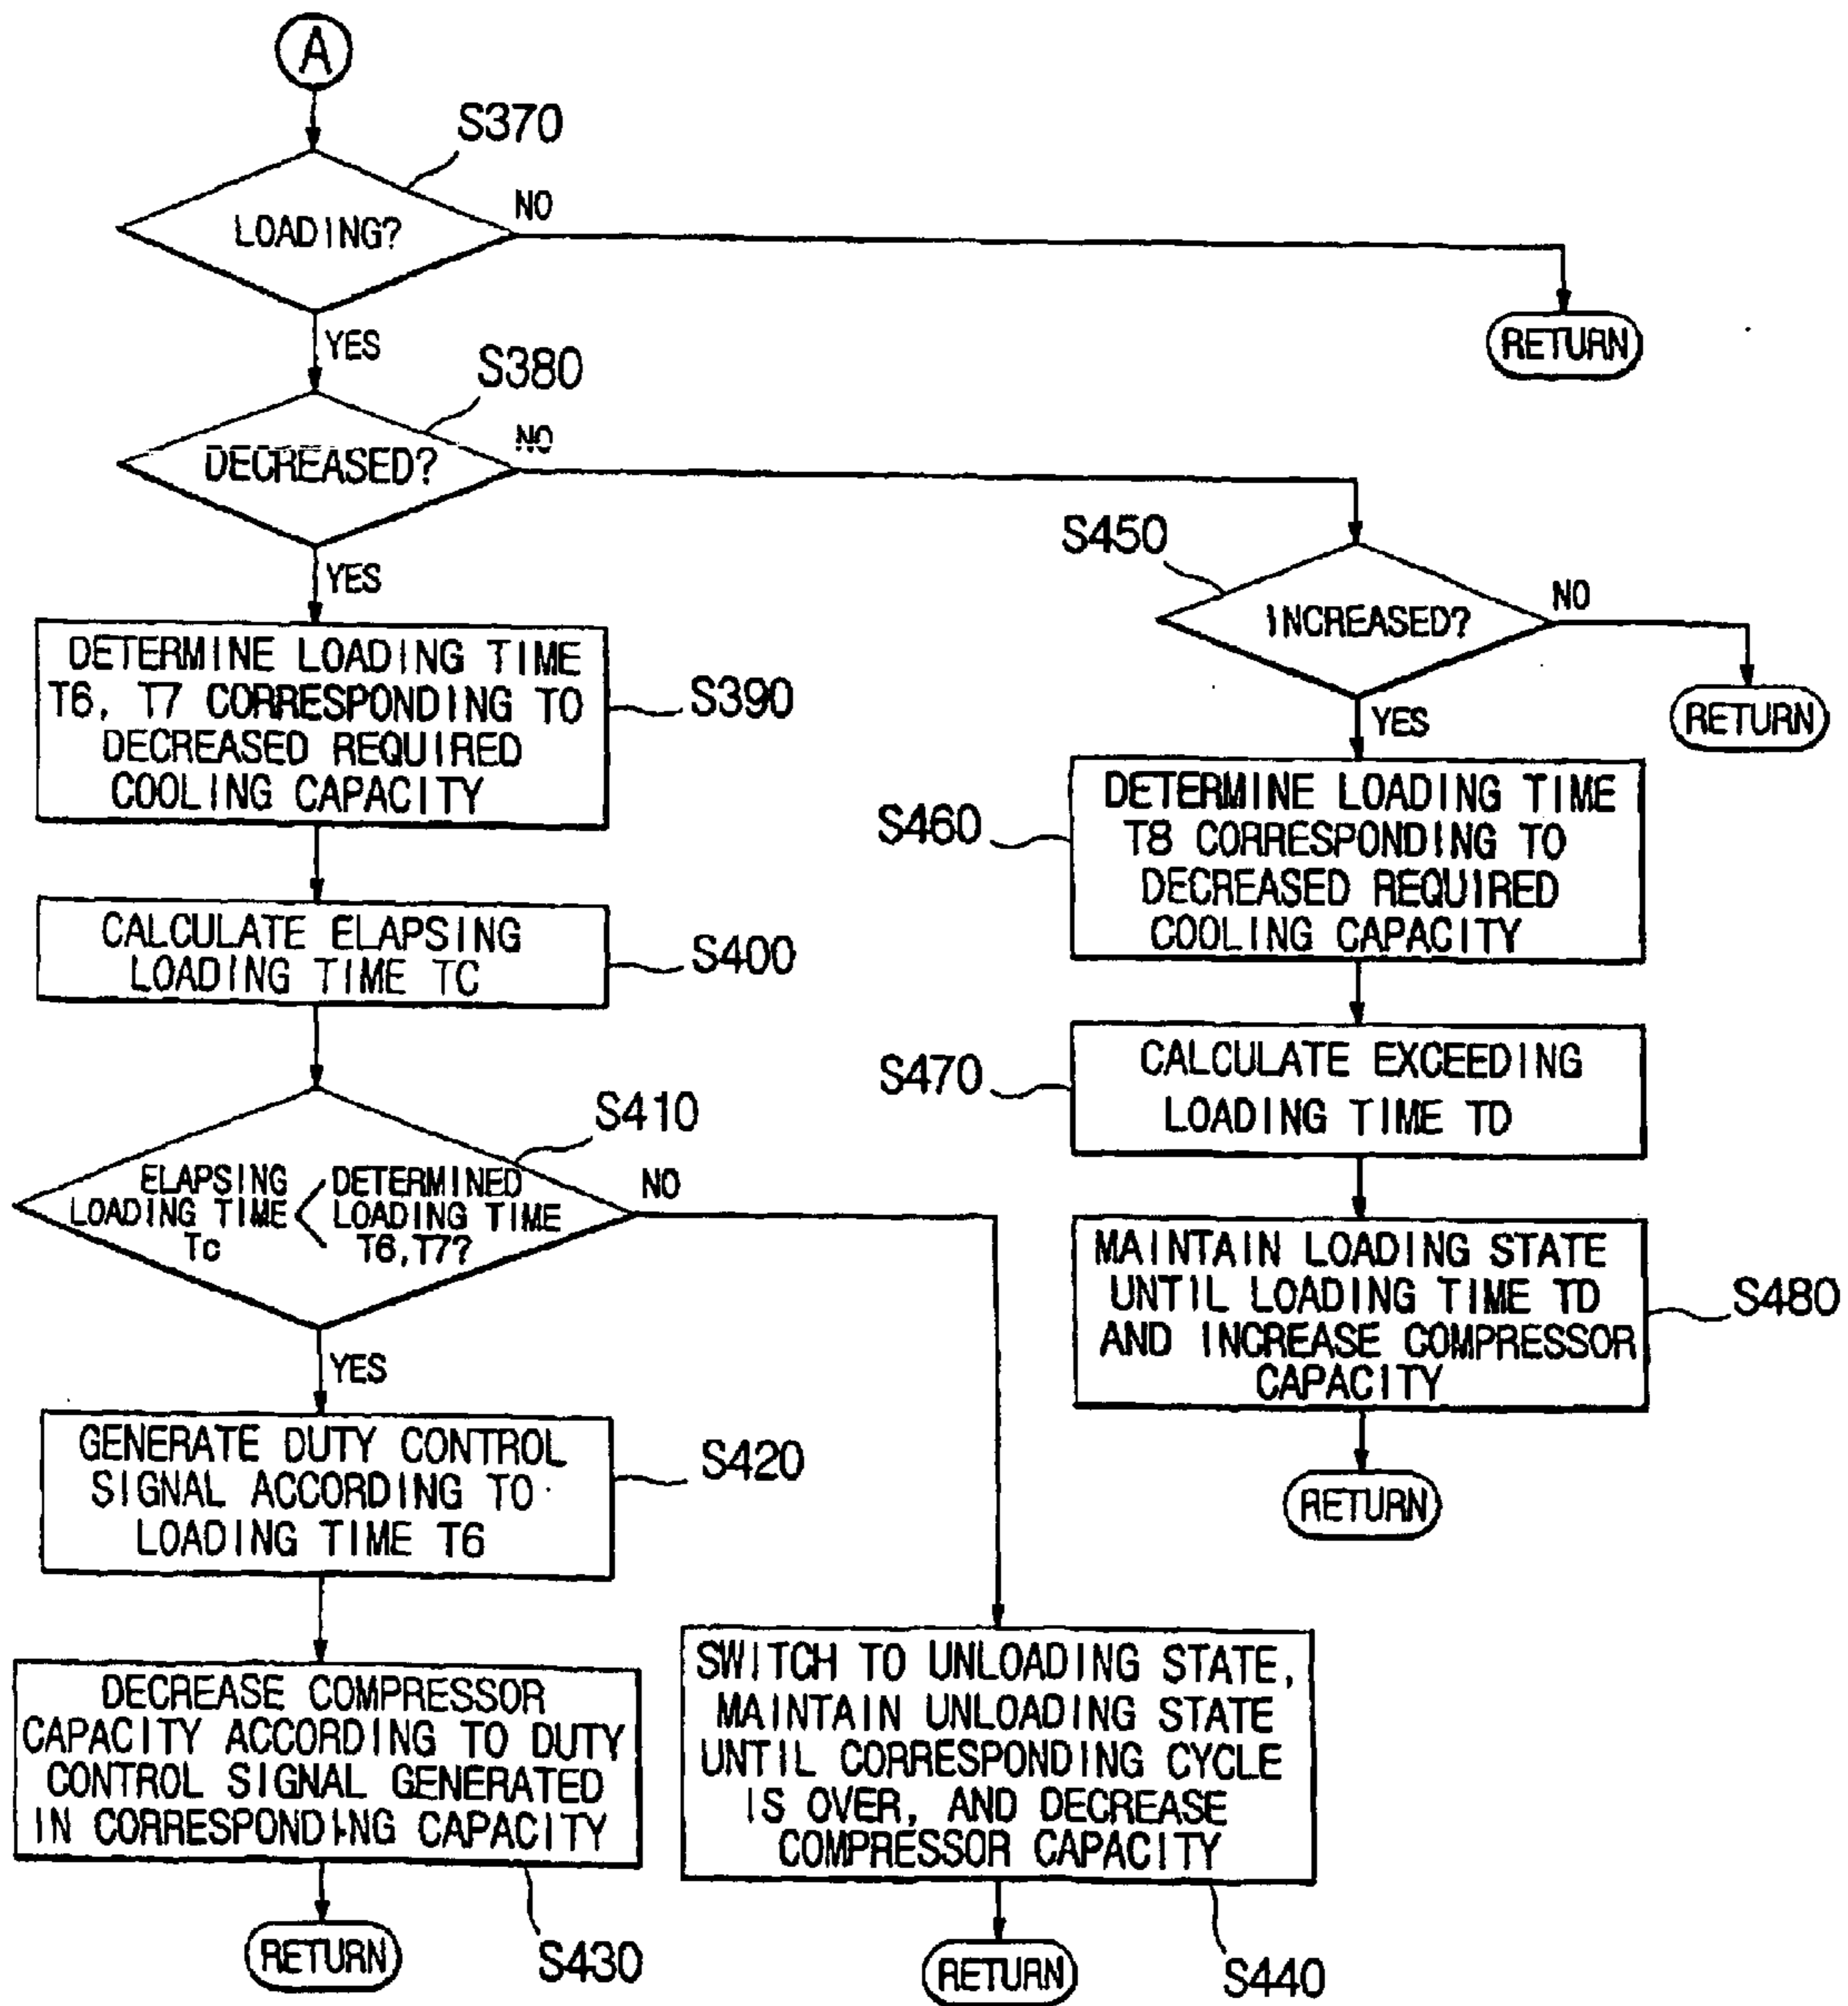 A
S370
LOADING?
NO
RETURN
YES
S380
DECREASED?
NO
YES
S450
INCREASED?
NO
RETURN
YES
DETERMINE LOADING TIME
T6, T7 CORRESPONDING TO
DECREASED REQUIRED
COOLING CAPACITY
S390
CALCULATE ELAPSING
LOADING TIME TC
S400
S410
ELAPSING
LOADING TIME
Tc
<
DETERMINED
LOADING TIME
T6,T7?
NO
YES
GENERATE DUTY CONTROL
SIGNAL ACCORDING TO
LOADING TIME T6
S420
DECREASE COMPRESSOR
CAPACITY ACCORDING TO DUTY
CONTROL SIGNAL GENERATED
IN CORRESPONDING CAPACITY
S430
RETURN
SWITCH TO UNLOADING STATE,
MAINTAIN UNLOADING STATE
UNTIL CORRESPONDING CYCLE
IS OVER, AND DECREASE
COMPRESSOR CAPACITY
S440
RETURN
S460
DETERMINE LOADING TIME
T8 CORRESPONDING TO
DECREASED REQUIRED
COOLING CAPACITY
S470
CALCULATE EXCEEDING
LOADING TIME TD
MAINTAIN LOADING STATE
UNTIL LOADING TIME TD
AND INCREASE COMPRESSOR
CAPACITY
S480
RETURN